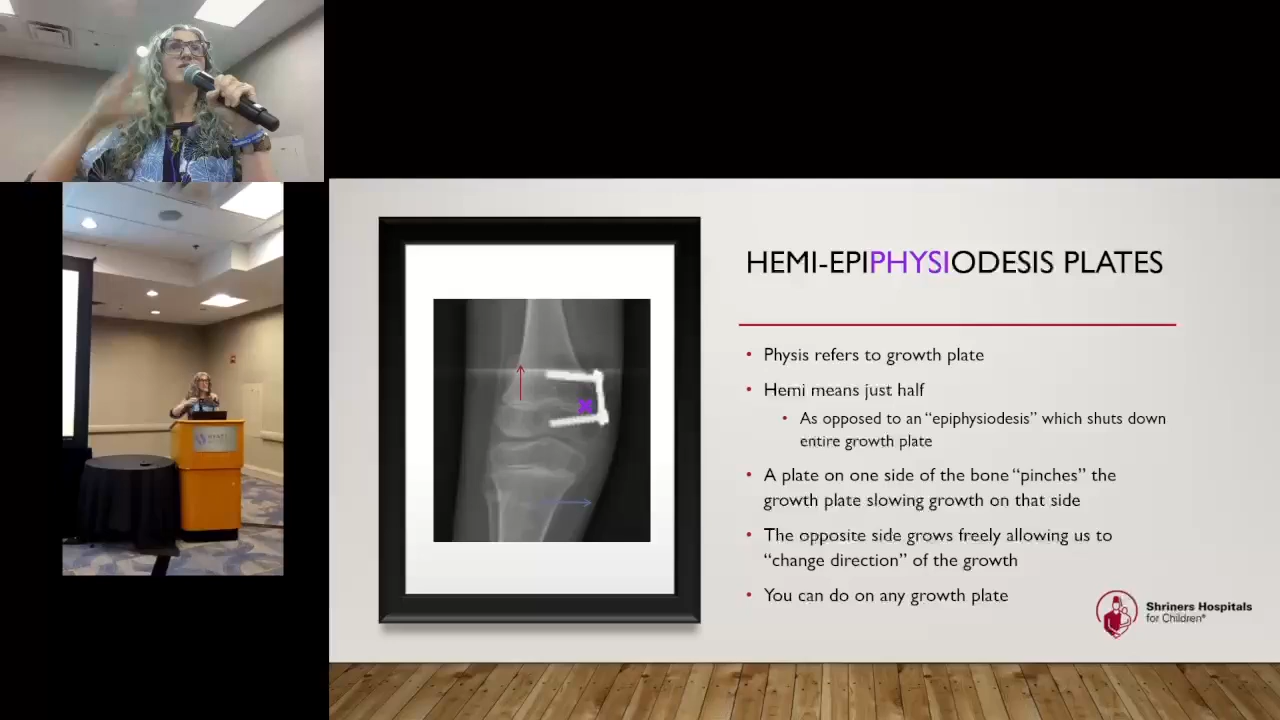 HEMI-EPIPHYSIODESIS PLATES
• Physis refers to growth plate
• Hemi means just half
• As opposed to an “epiphysiodesis” which shuts down
entire growth plate
• A plate on one side of the bone “pinches” the
growth plate slowing growth on that side
• The opposite side grows freely allowing us to
“change direction” of the growth
• You can do on any growth plate
Shriners Hospitals
for Children®